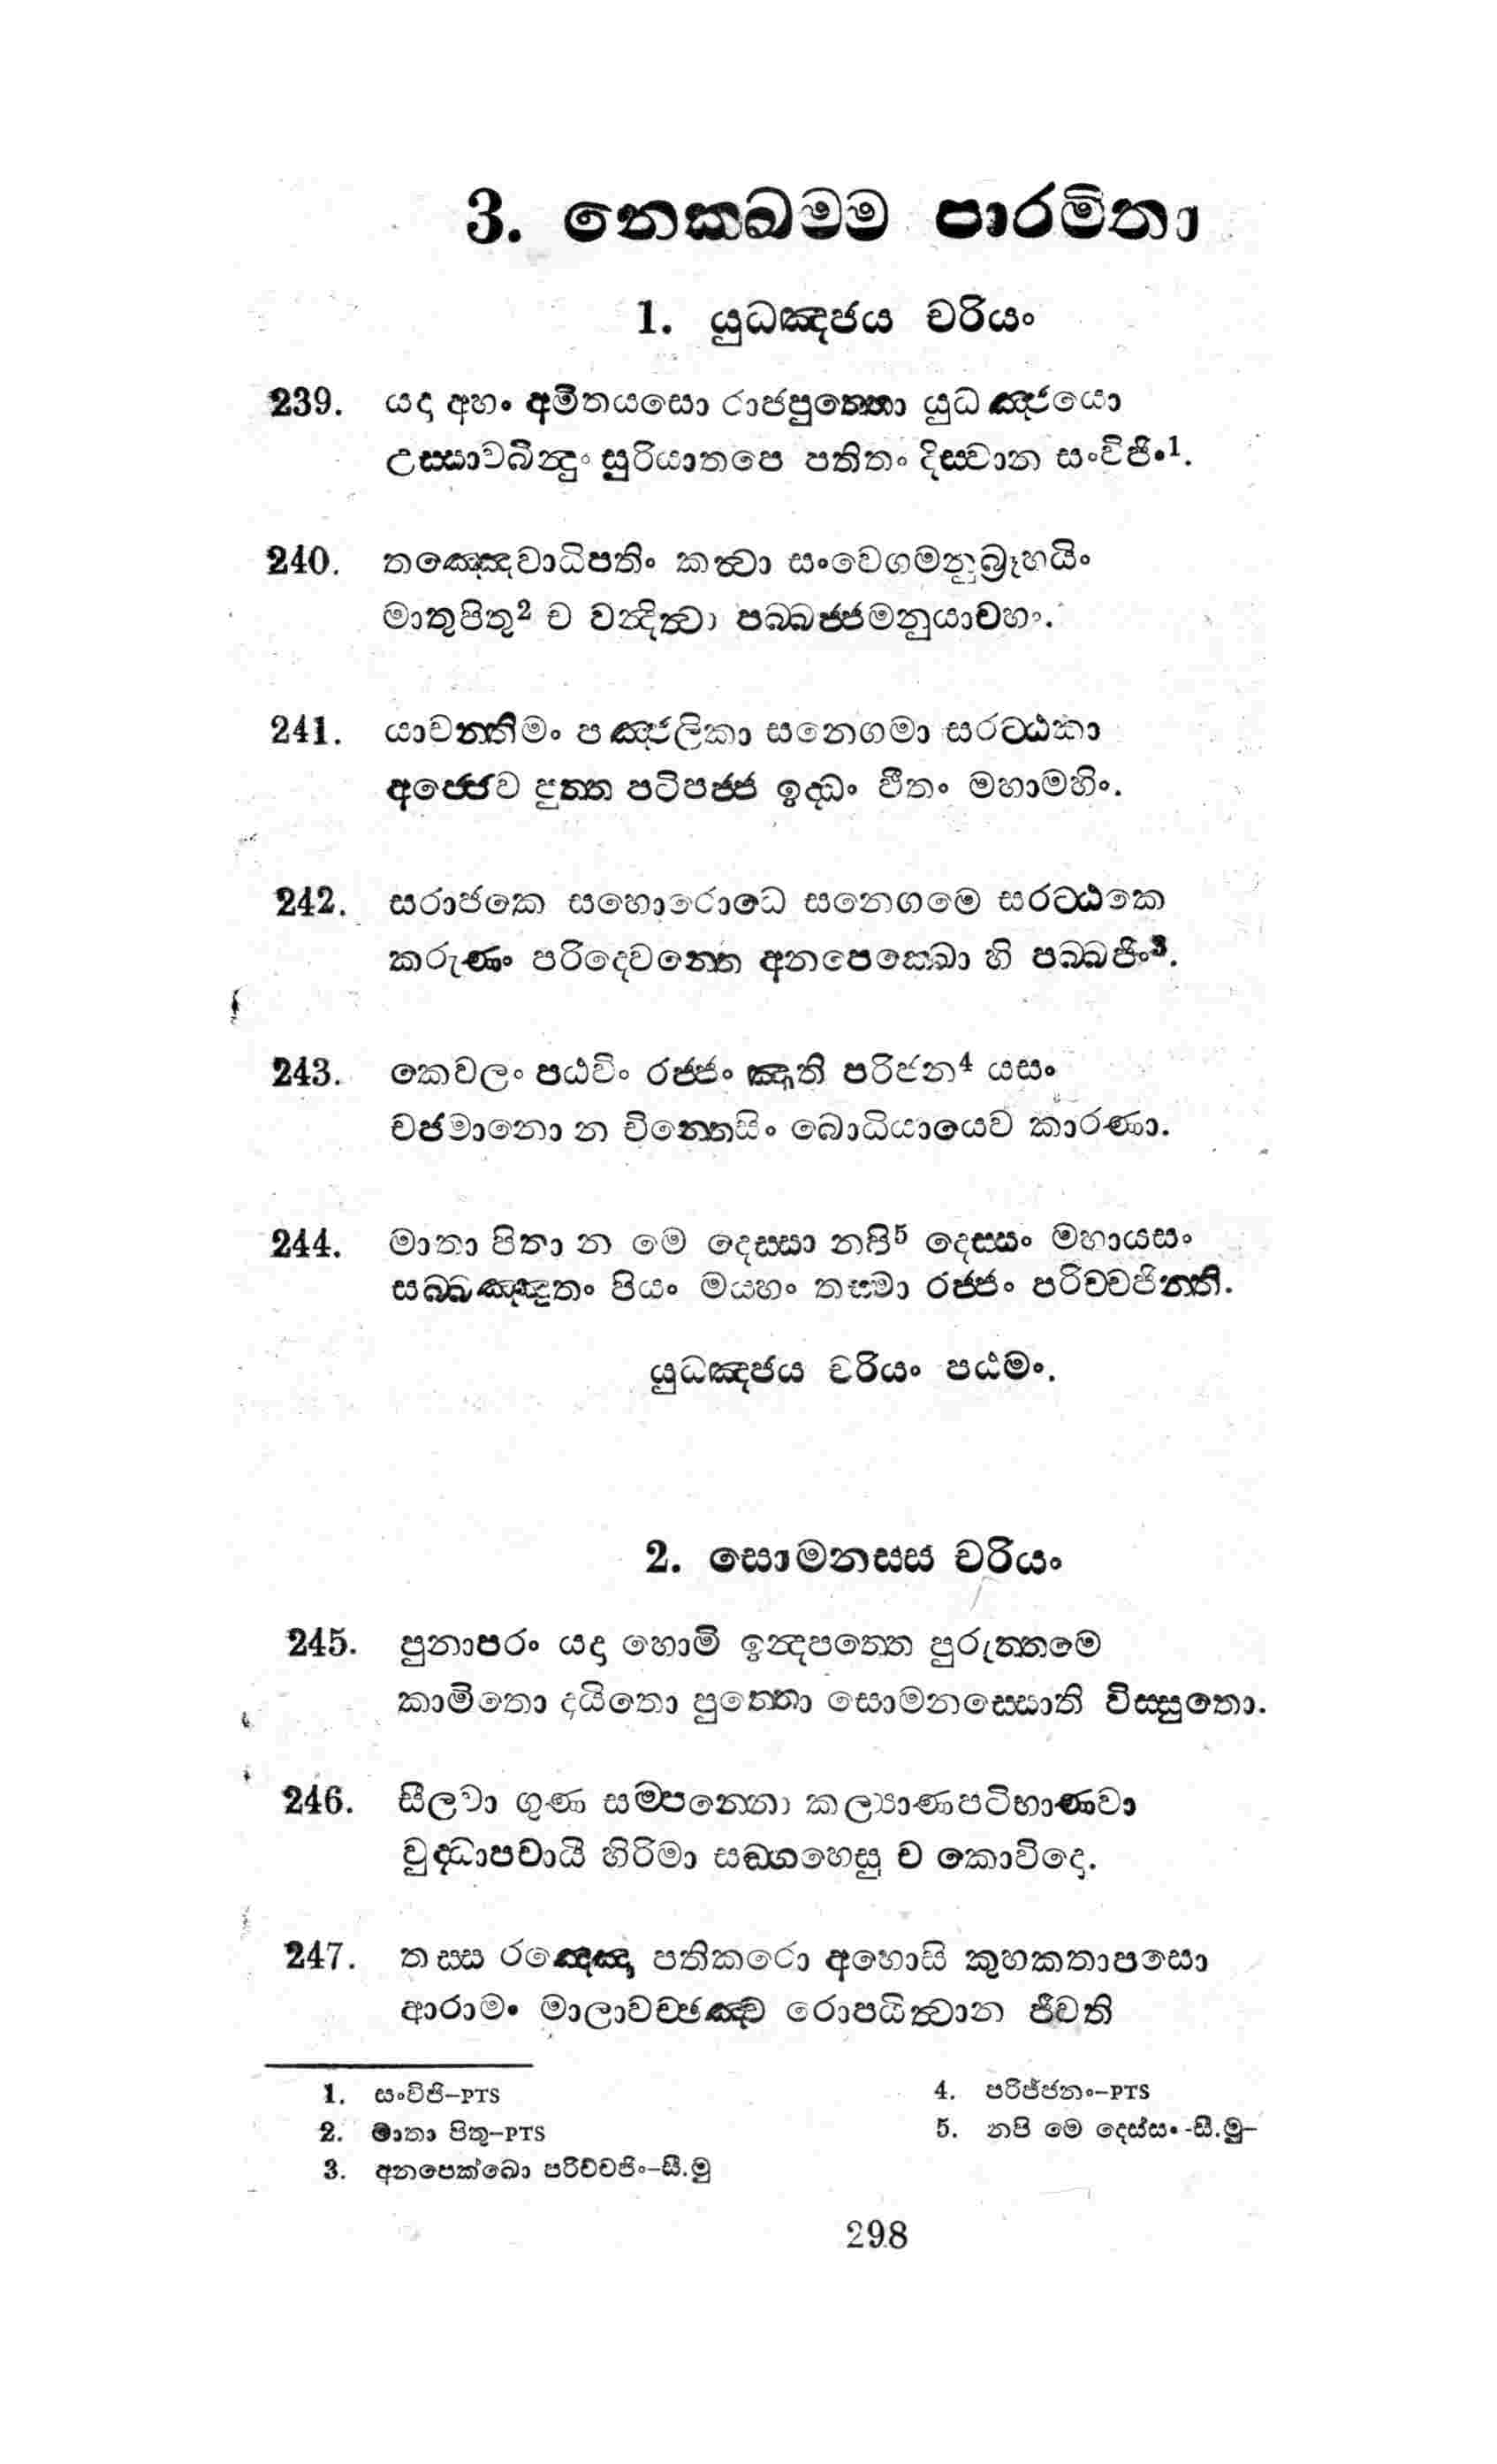 3. නෙක්ඛම්ම පාරමිතා
1. යුධඤ්ජය චරියං
239. යදා අහං අමිතයසො රාජපුත්තො යුධඤ්ජයො
උස්සාවබින්දුං සුරියාතපෙ පතිතං දිස්වාන සංවිජිං1.
240. තඤ්ඤෙවාධිපතිං කත්වා සංවෙගමනුබ්‍රෑහයිං
මාතුපිතු2 ච වන්දිත්වා පබ්බජ්ජමනුයාචහං.
241. යාචන්තිමං පඤ්ජලිකා සනෙගමා සරට්ඨකා
අජ්ජෙව පුත්ත පටිපජ්ජ ඉද්ධං ඵීතං මහාමහිං.
242. සරාජකෙ සහොරොධෙ සනෙගමෙ සරට්ඨකෙ
කරුණං පරිදෙවන්තෙ අනපෙක්ඛො හි පබ්බජිං3.
243. කෙවලං පඨවිං රජ්ජං ඤාති පරිජන4 යසං
චජමානො න චින්තෙසිං බොධියායෙව කාරණා.
244. මාතා පිතා න මෙ දෙස්සා නපි5 දෙස්සං මහායසං
සබ්බඤ්ඤුතං පියං මය්හං තස්මා රජ්ජං පරිච්චජින්ති.
යුධඤ්ජය චරියං පඨමං.
2. සොමනස්ස චරියං
245. පුනාපරං යදා හොමි ඉන්දපත්තෙ පුරුත්තමෙ
කාමිතො දයිතො පුත්තො සොමනස්සොති විස්සුතො.
246. සීලවා ගුණ සම්පන්නො කල්‍යාණපටිභාණවා
වුද්ධාපචායී හිරිමා සඞ්ගහෙසු ච කොවිදො.
247. තස්ස රඤ්ඤො පතිකරො අහොසි කුහකතාපසො
ආරාමං මාලාවච්ඡඤ්ච රොපයිත්වාන ජීවති
1. සංවිජි–PTS
2. මාතා පිතු–PTS
3. අනපෙක්ඛො පරිච්චජිං–සී.මු
4. පරිජ්ජනං–PTS
5. නපි මෙ දෙස්සං-සී.මු–
298